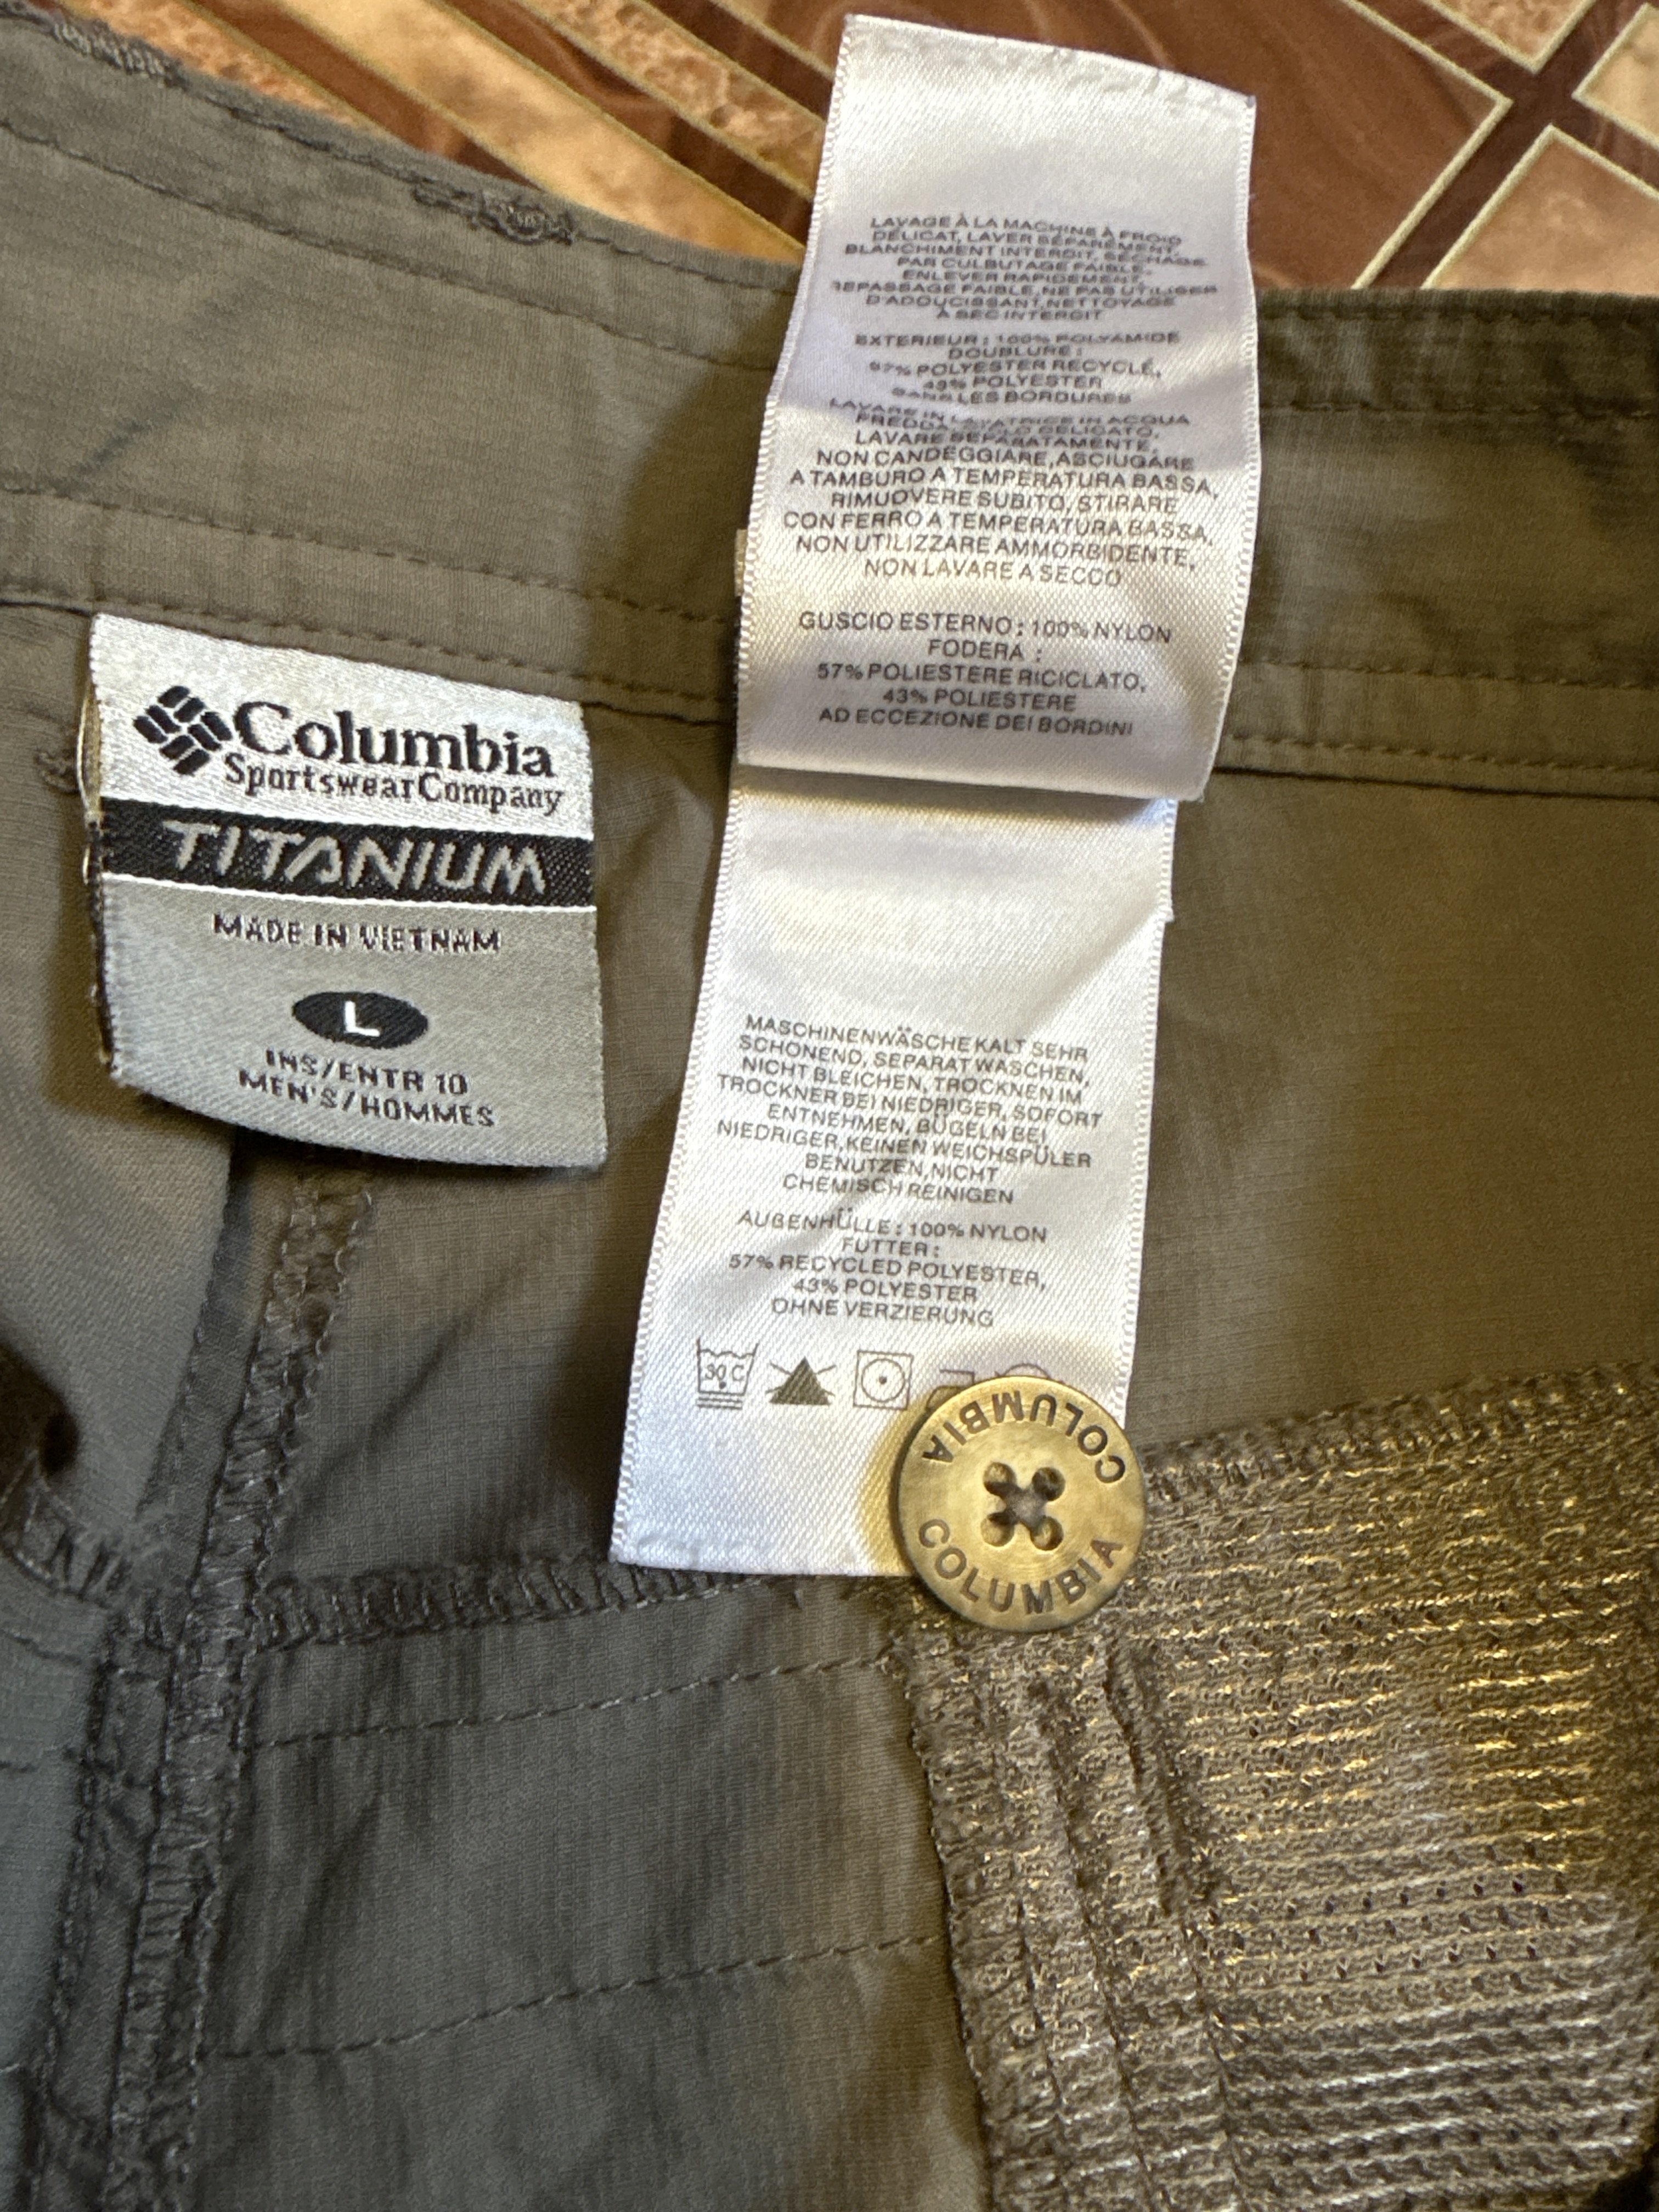 LAVAGE À LA MACHINE À FROID
DÉLICAT, LAVER SÉPARÉMENT,
BLANCHIMENT INTERDIT, SÉCHAGE
PAR CULBUTAGE FAIBLE,
ENLEVER RAPIDEMENT,
REPASSAGE FAIBLE, NE PAS UTILISER
D'ADOUCISSANT, NETTOYAGE
À SEC INTERDIT
EXTERIEUR : 100% POLYAMIDE
DOUBLURE :
57% POLYESTER RECYCLÉ,
43% POLYESTER
SANS LES BORDURES
LAVARE IN LAVATRICE IN ACQUA
FREDDA, CICLO DELICATO,
LAVARE SEPARATAMENTE,
NON CANDEGGIARE, ASCIUGARE
A TAMBURO A TEMPERATURA BASSA,
RIMUOVERE SUBITO, STIRARE
CON FERRO A TEMPERATURA BASSA,
NON UTILIZZARE AMMORBIDENTE,
NON LAVARE A SECCO
GUSCIO ESTERNO : 100% NYLON
FODERA :
57% POLIESTERE RICICLATO,
43% POLIESTERE
AD ECCEZIONE DEI BORDINI
Columbia
Sportswear Company
TITANIUM
MADE IN VIETNAM
L
INS/ENTR 10
MEN'S/HOMMES
MASCHINENWÄSCHE KALT SEHR
SCHONEND, SEPARAT WASCHEN,
NICHT BLEICHEN, TROCKNEN IM
TROCKNER BEI NIEDRIGER, SOFORT
ENTNEHMEN, BÜGELN BEI
NIEDRIGER, KEINEN WEICHSPÜLER
BENUTZEN, NICHT
CHEMISCH REINIGEN
AUßENHÜLLE : 100% NYLON
FUTTER :
57% RECYCLED POLYESTER,
43% POLYESTER
OHNE VERZIERUNG
30 C
COLUMBIA
COLUMBIA